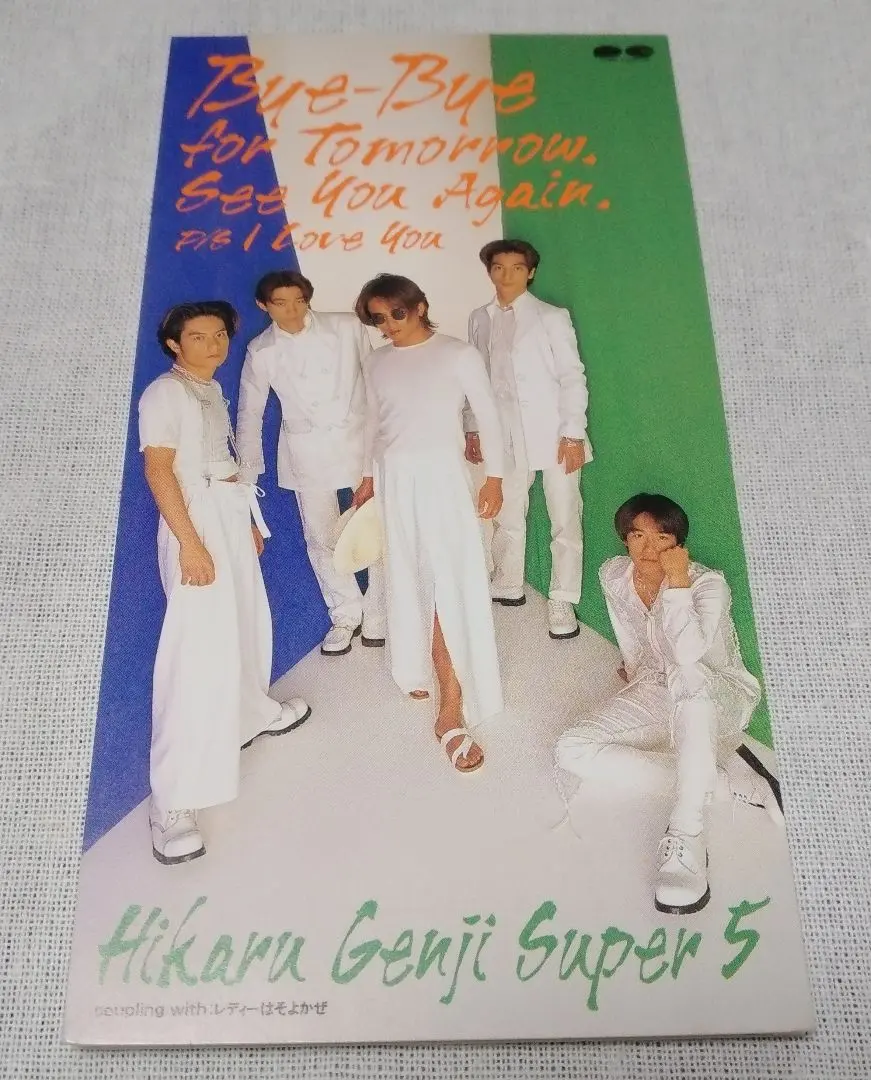 Bye-Bye
for Tomorrow.
See You Again.
P/S I Love You
Hikaru Genji Super 5
coupling with:レディーはそよかぜ